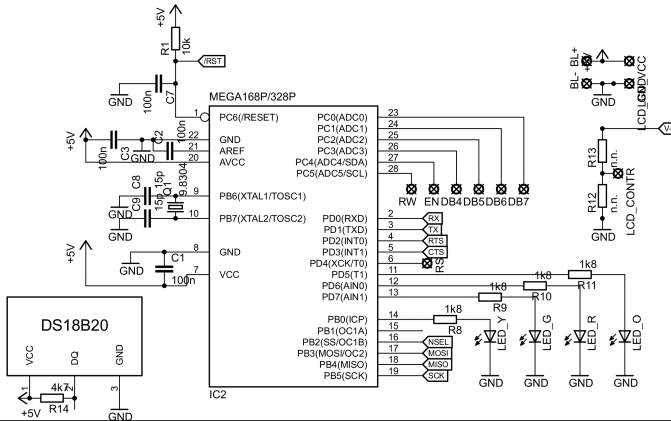 +5V
R1
10k
/RST
C7
100n
GND
MEGA168P/328P
1
PC6(/RESET)
22
GND
21
AREF
20
AVCC
9
PB6(XTAL1/TOSC1)
10
PB7(XTAL2/TOSC2)
8
GND
7
VCC
+5V
100n
C3
GND
C2
100n
C8
15p
C9
15p
Q1
9.8304
GND
+5V
GND
C1
100n
PC0(ADC0)
23
PC1(ADC1)
24
PC2(ADC2)
25
PC3(ADC3)
26
PC4(ADC4/SDA)
27
PC5(ADC5/SCL)
28
RW
EN
DB4
DB5
DB6
DB7
PD0(RXD)
2
RX
PD1(TXD)
3
TX
PD2(INT0)
4
RTS
PD3(INT1)
5
CTS
PD4(XCK/T0)
6
RS
PD5(T1)
11
1k8
R11
PD6(AIN0)
12
1k8
R10
PD7(AIN1)
13
1k8
R9
PB0(ICP)
14
1k8
R8
PB1(OC1A)
15
PB2(SS/OC1B)
16
NSEL
PB3(MOSI/OC2)
17
MOSI
PB4(MISO)
18
MISO
PB5(SCK)
19
SCK
IC2
LED_Y
LED_G
LED_R
LED_O
GND
GND
GND
GND
BL+
BL-
+5V
GND
LCD_VCC
LCD_GND
V-
R13
n.n.
R12
n.n.
LCD_CONTR
GND
DS18B20
VCC
DQ
GND
1
2
3
4k7
R14
+5V
GND